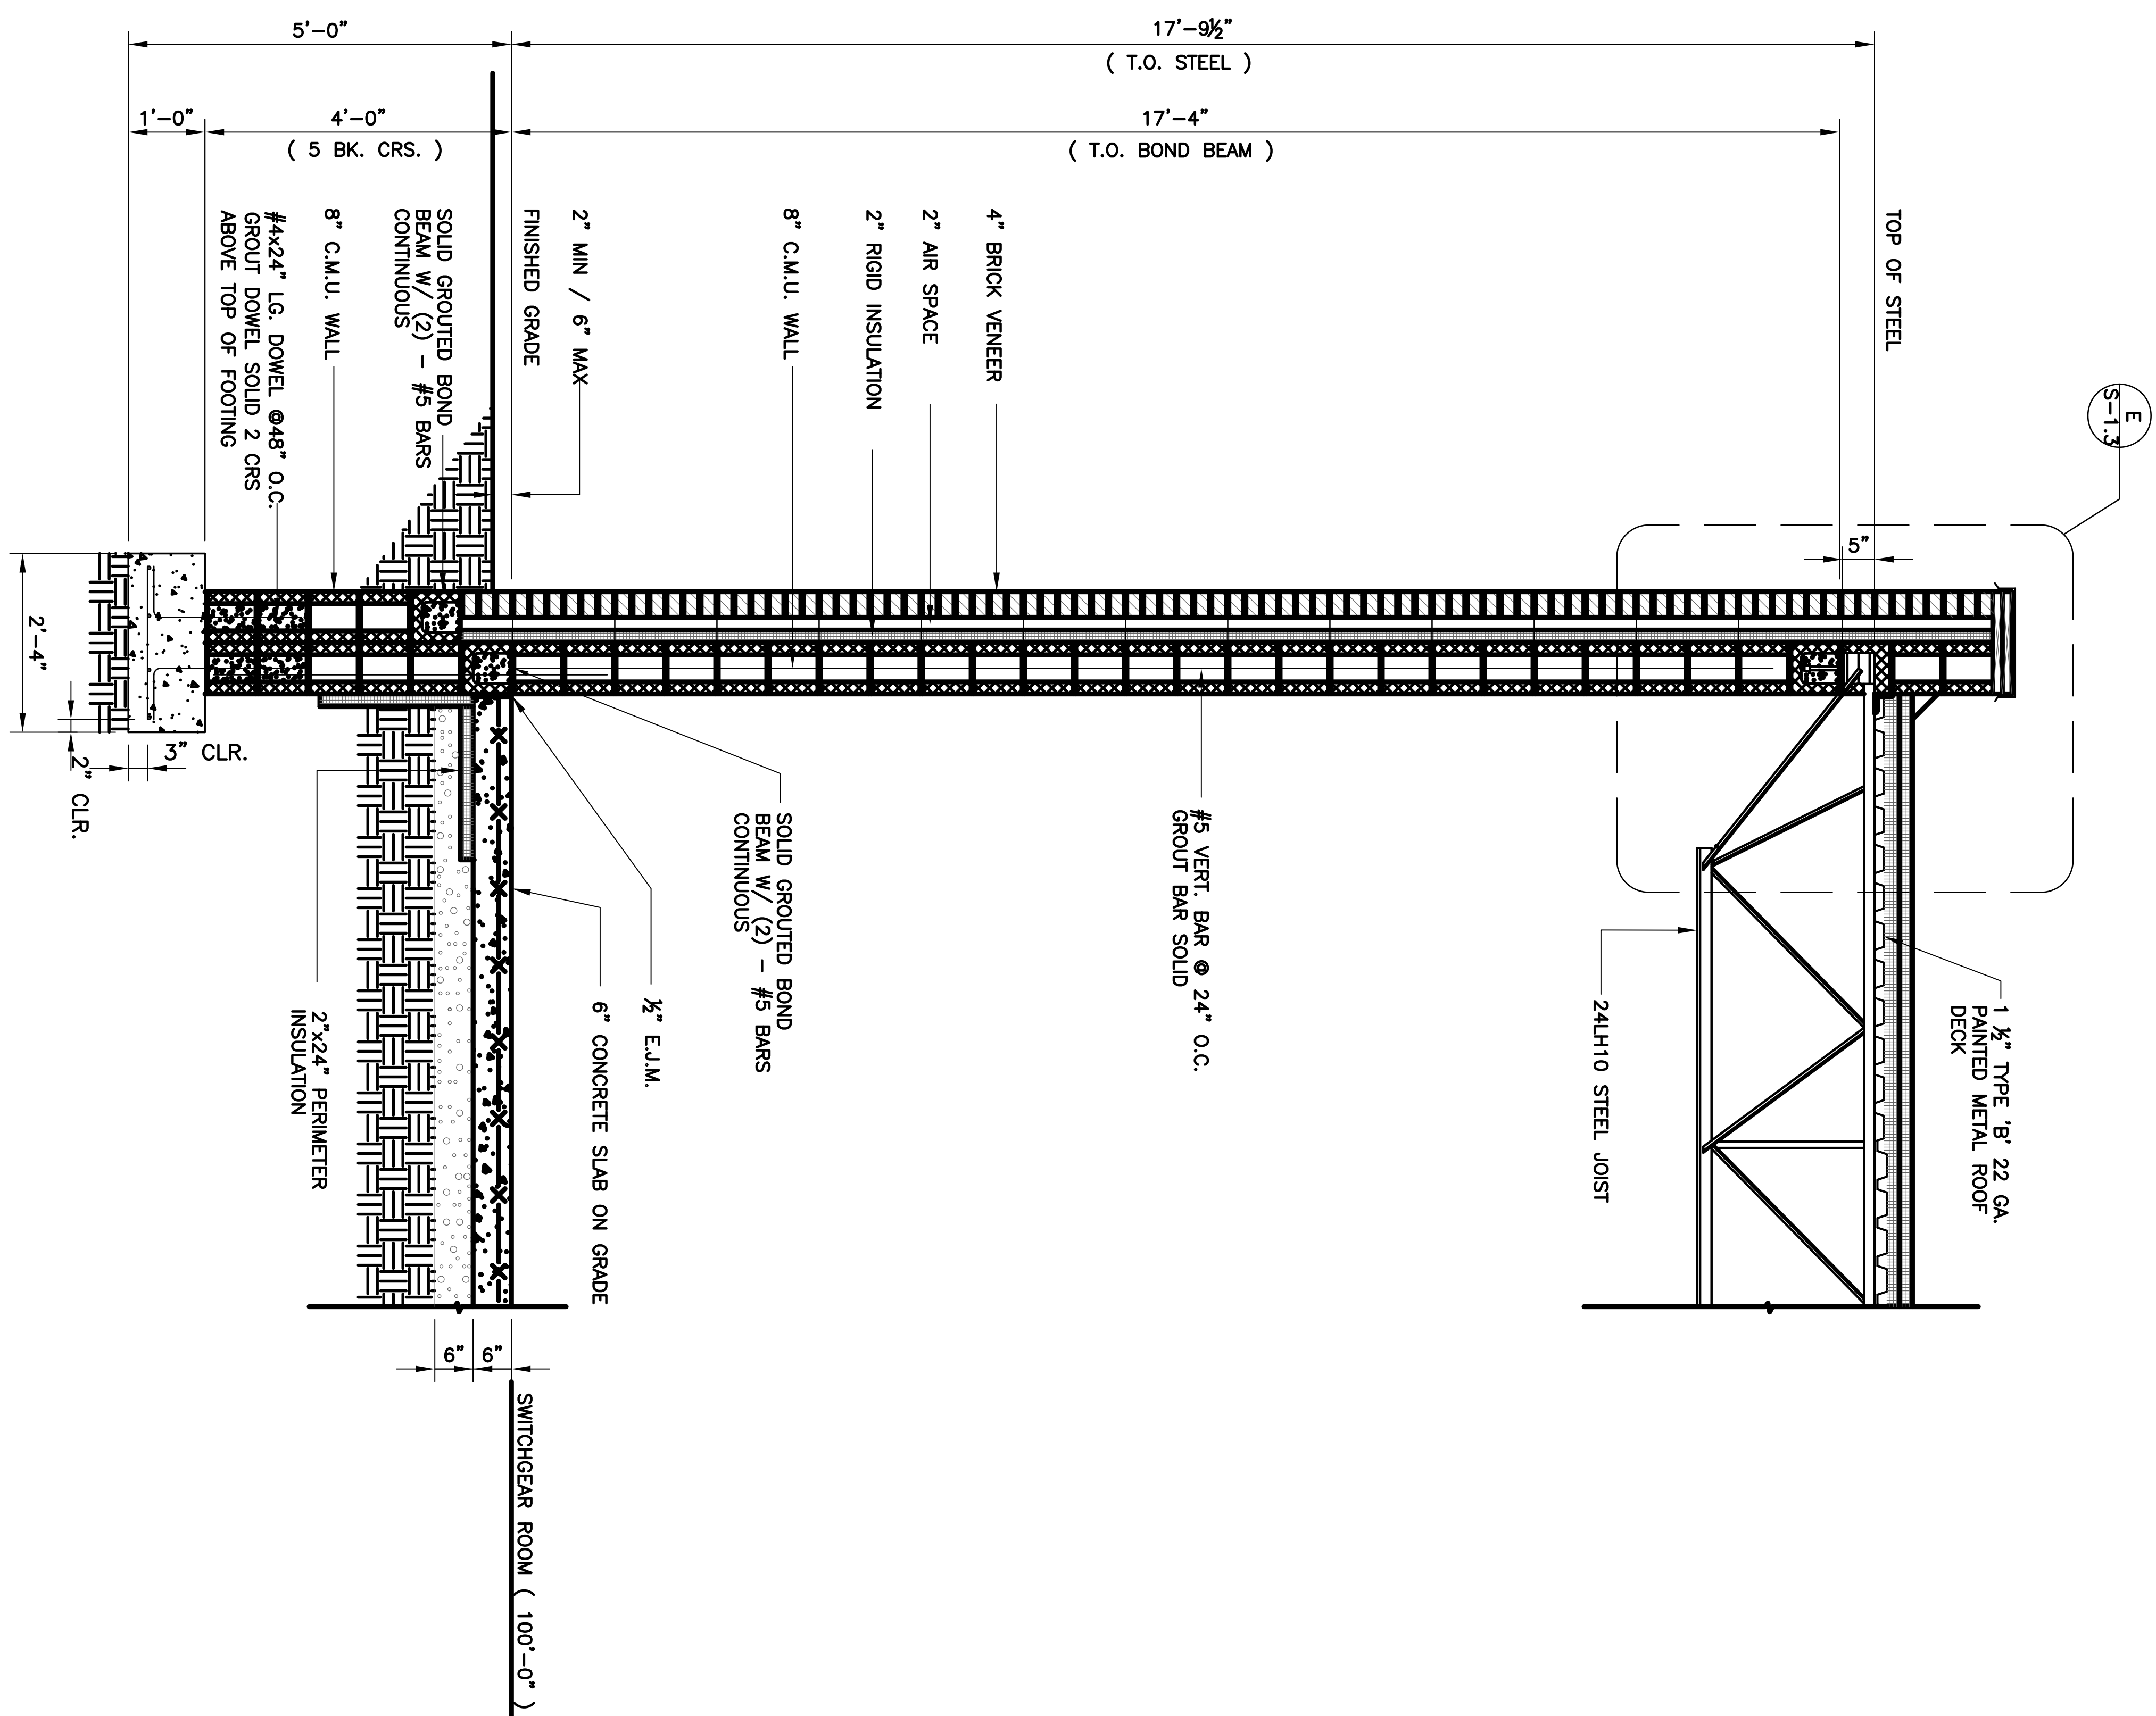 5'-0"
17'-9½"
( T.O. STEEL )
1'-0"
4'-0"
( 5 BK. CRS. )
17'-4"
( T.O. BOND BEAM )
TOP OF STEEL
E
S-1.3
5"
4" BRICK VENEER
2" AIR SPACE
2" RIGID INSULATION
8" C.M.U. WALL
2" MIN / 6" MAX
FINISHED GRADE
SOLID GROUTED BOND
BEAM W/ (2) - #5 BARS
CONTINUOUS
8" C.M.U. WALL
#4x24" LG. DOWEL @48" O.C.
GROUT DOWEL SOLID 2 CRS
ABOVE TOP OF FOOTING
2'-4"
2" CLR.
3" CLR.
1 ½" TYPE 'B' 22 GA.
PAINTED METAL ROOF
DECK
24LH10 STEEL JOIST
#5 VERT. BAR @ 24" O.C.
GROUT BAR SOLID
SOLID GROUTED BOND
BEAM W/ (2) - #5 BARS
CONTINUOUS
½" E.J.M.
6" CONCRETE SLAB ON GRADE
2"x24" PERIMETER
INSULATION
6"
6"
SWITCHGEAR ROOM ( 100'-0" )